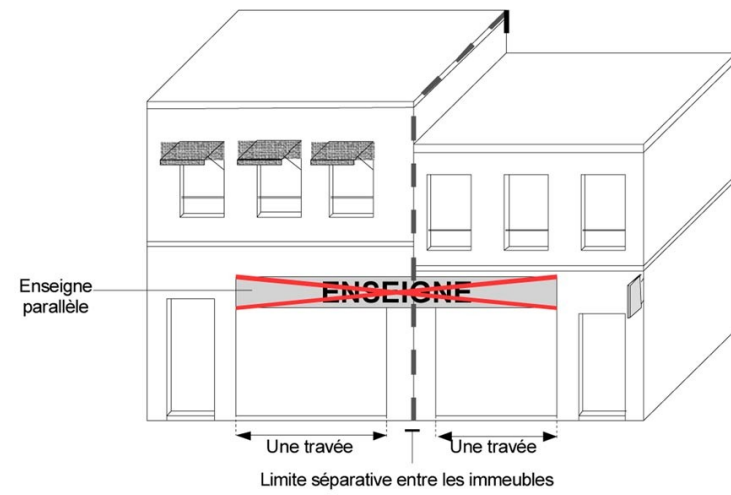 ENSEIGNE
Enseigne
parallèle
Une travée
Une travée
Limite séparative entre les immeubles